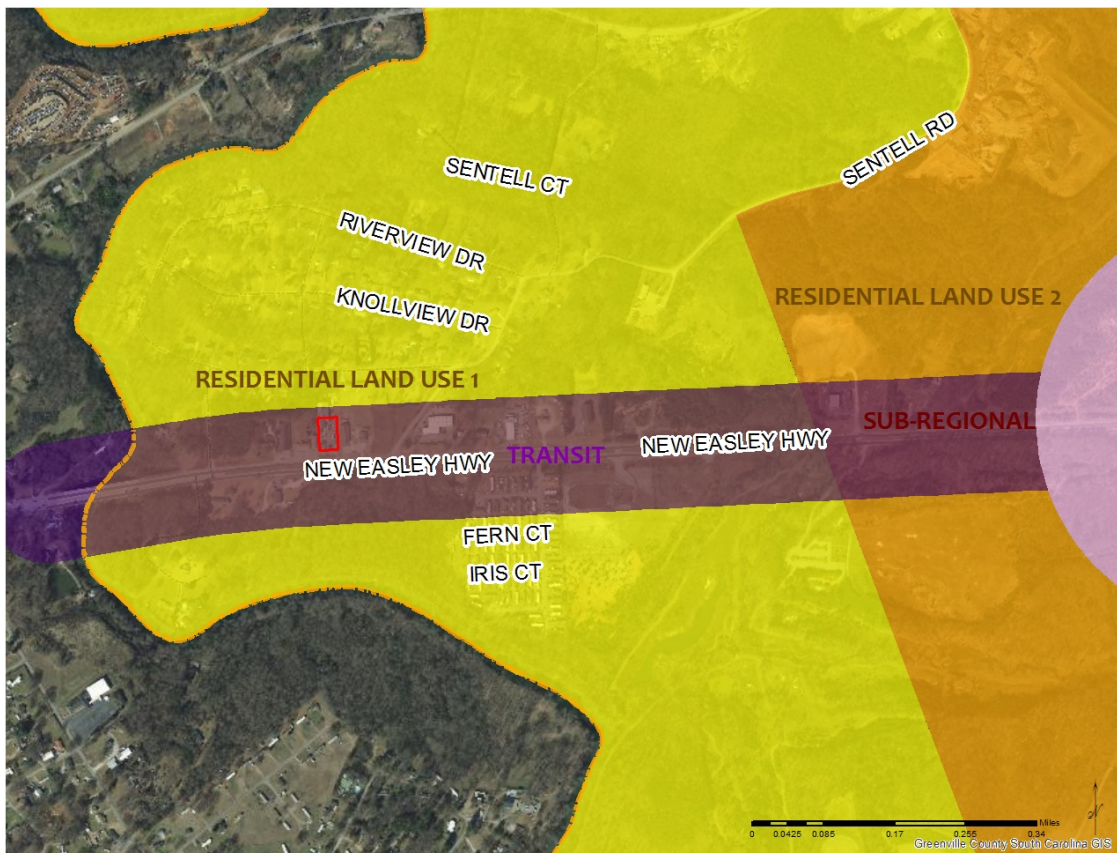 SENTELL RD
SENTELL CT
RIVERVIEW DR
KNOLLVIEW DR
RESIDENTIAL LAND USE 2
RESIDENTIAL LAND USE 1
SUB-REGIONAL
NEW EASLEY HWY
TRANSIT
NEW EASLEY HWY
FERN CT
IRIS CT
Miles
0 0.0425 0.085 0.17 0.255 0.34
N
Greenville County South Carolina GIS